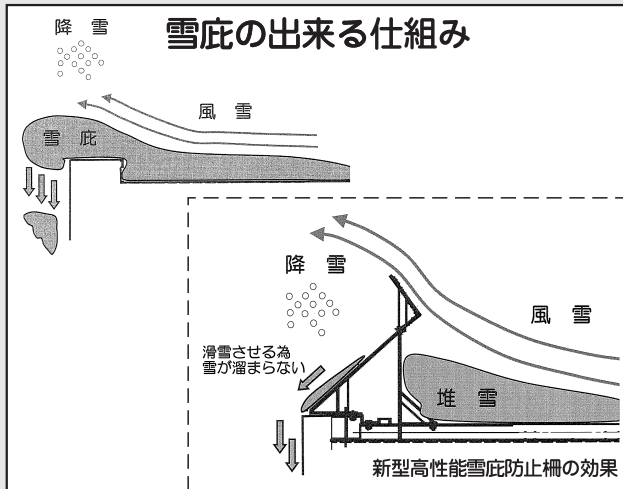 雪庇の出来る仕組み
降 雪
風 雪
雪 庇
降 雪
風 雪
滑雪させる為
雪が溜まらない
堆 雪
新型高性能雪庇防止柵の効果